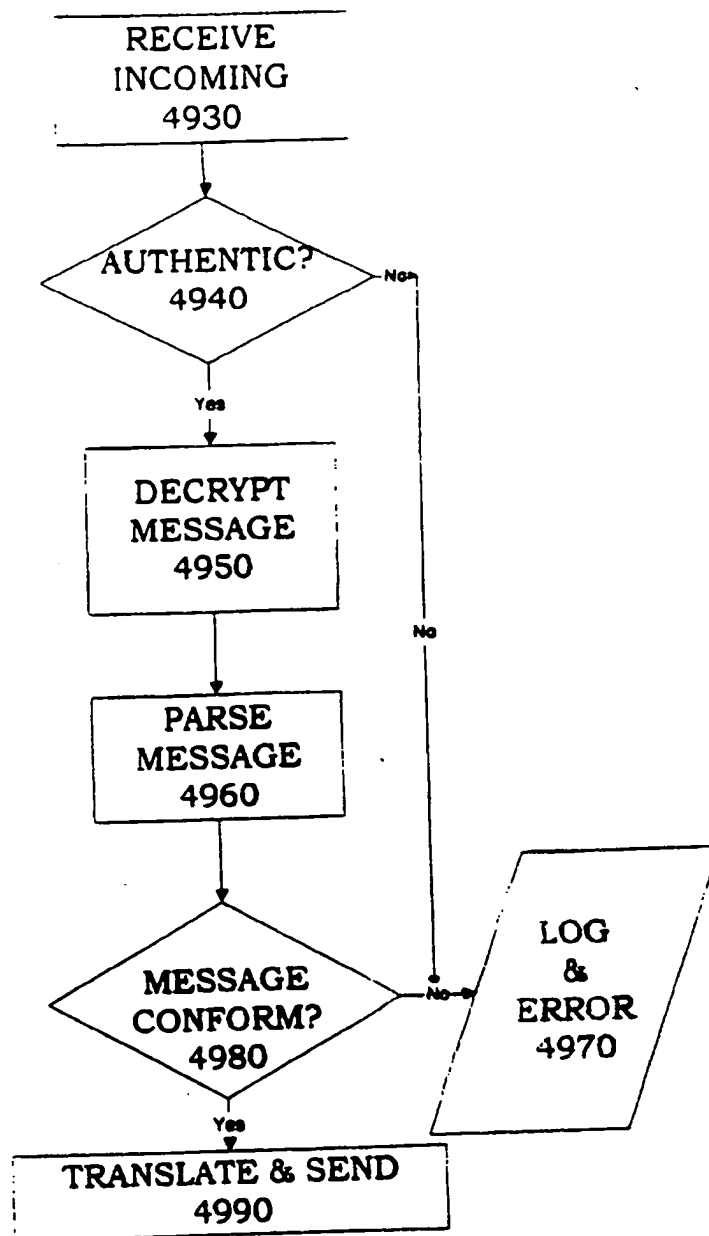 RECEIVE
INCOMING
4930
AUTHENTIC?
4940
No
Yes
DECRYPT
MESSAGE
4950
No
PARSE
MESSAGE
4960
MESSAGE
CONFORM?
4980
No
LOG
&
ERROR
4970
Yes
TRANSLATE & SEND
4990